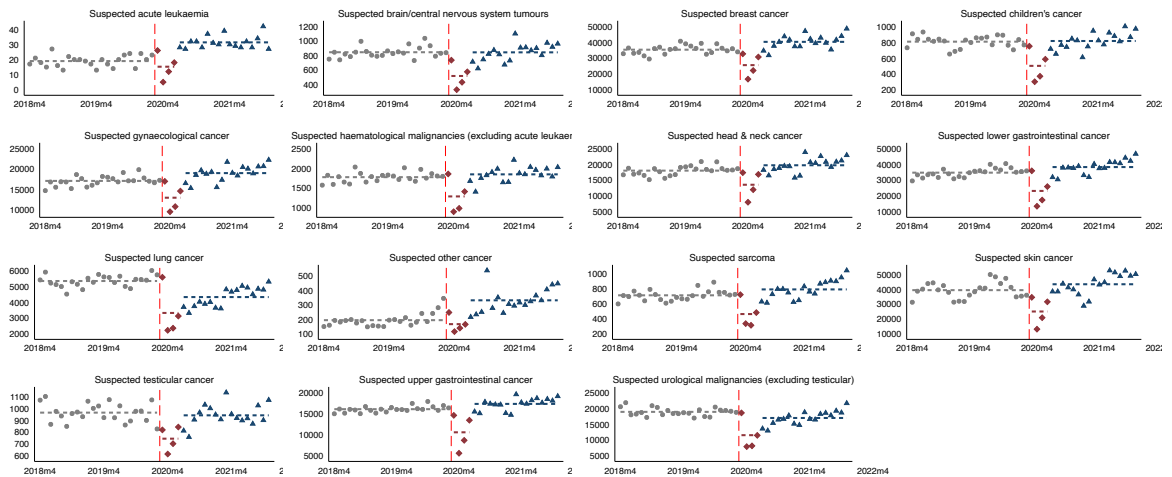 Suspected acute leukaemia
40
30
20
10
0
2018m4 2019m4 2020m4 2021m4 2
Suspected brain/central nervous system tumours
1200
1000
800
600
400
2018m4 2019m4 2020m4 2021m4 2
Suspected breast cancer
50000
40000
30000
20000
10000
2018m4 2019m4 2020m4 2021m4 2
Suspected children's cancer
1000
800
600
400
200
2018m4 2019m4 2020m4 2021m4 2022
Suspected gynaecological cancer
25000
20000
15000
10000
2018m4 2019m4 2020m4 2021m4 2
Suspected haematological malignancies (excluding acute leukaer
2500
2000
1500
1000
2018m4 2019m4 2020m4 2021m4 2
Suspected head & neck cancer
25000
20000
15000
10000
5000
2018m4 2019m4 2020m4 2021m4 2
Suspected lower gastrointestinal cancer
50000
40000
30000
20000
10000
2018m4 2019m4 2020m4 2021m4 2022
Suspected lung cancer
6000
5000
4000
3000
2000
2018m4 2019m4 2020m4 2021m4 2
Suspected other cancer
500
400
300
200
100
2018m4 2019m4 2020m4 2021m4 2
Suspected sarcoma
1000
800
600
400
200
2018m4 2019m4 2020m4 2021m4 2
Suspected skin cancer
50000
40000
30000
20000
10000
2018m4 2019m4 2020m4 2021m4 2022
Suspected testicular cancer
1100
1000
900
800
700
600
2018m4 2019m4 2020m4 2021m4 2
Suspected upper gastrointestinal cancer
20000
15000
10000
5000
2018m4 2019m4 2020m4 2021m4 2
Suspected urological malignancies (excluding testicular)
25000
20000
15000
10000
5000
2018m4 2019m4 2020m4 2021m4 2022m4